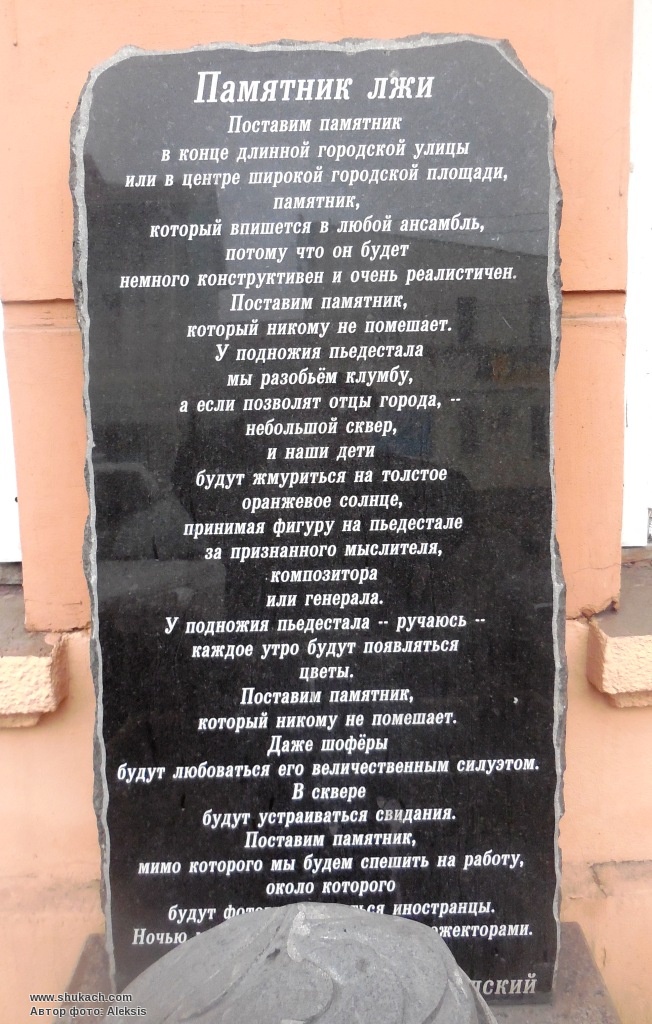 Памятник лжи
Поставим памятник
в конце длинной городской улицы
или в центре широкой городской площади,
памятник,
который впишется в любой ансамбль,
потому что он будет
немного конструктивен и очень реалистичен.
Поставим памятник,
который никому не помешает.
У подножия пьедестала
мы разобьём клумбу,
а если позволят отцы города, --
небольшой сквер,
и наши дети
будут жмуриться на толстое
оранжевое солнце,
принимая фигуру на пьедестале
за признанного мыслителя,
композитора
или генерала.
У подножия пьедестала -- ручаюсь --
каждое утро будут появляться
цветы.
Поставим памятник,
который никому не помешает.
Даже шофёры
будут любоваться его величественным силуэтом.
В сквере
будут устраиваться свидания.
Поставим памятник,
мимо которого мы будем спешить на работу,
около которого
будут иностранцы.
Ночью
www.shukach.com
Автор фото: Aleksis